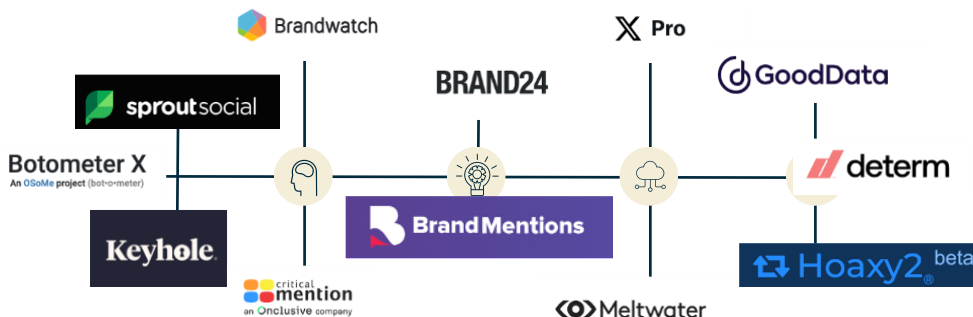 Brandwatch
X Pro
BRAND24
GoodData
sproutsocial
Botometer X
An OSoMe project (bot•o•meter)
determ
Keyhole®
BrandMentions
Hoaxy2® beta
critical
mention
an Onclusive company
Meltwater